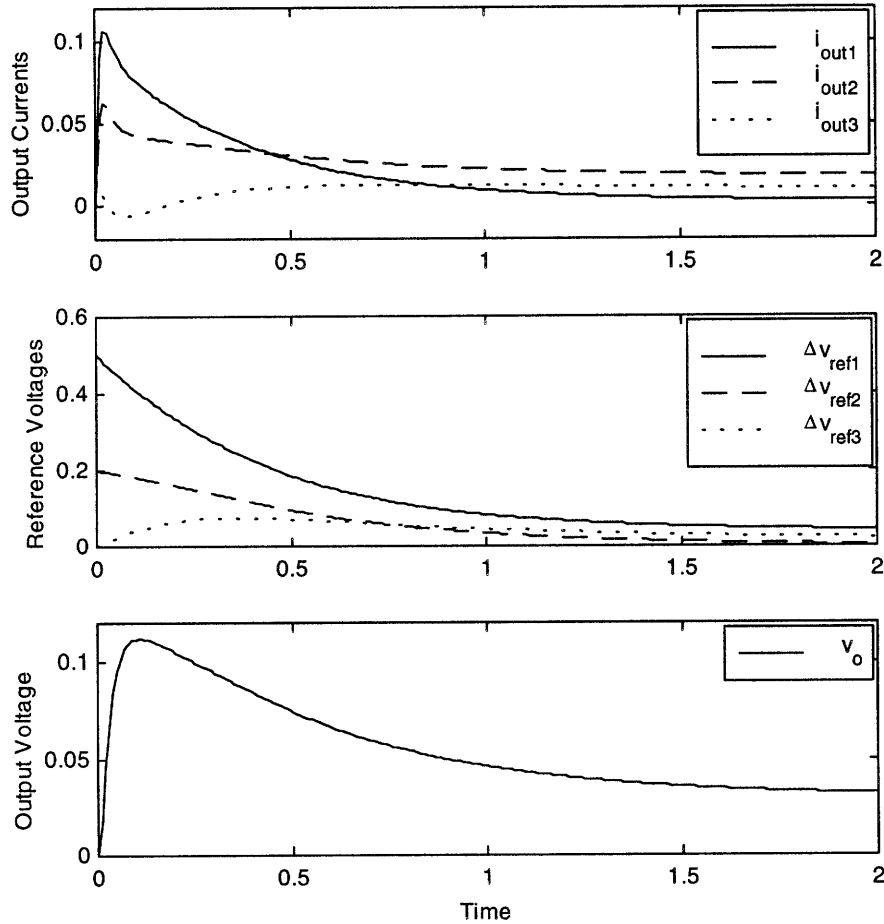 Output Currents
0.1
0.05
0
i_out1
i_out2
i_out3
0 0.5 1 1.5 2
Reference Voltages
0.6
0.4
0.2
0
Δv_ref1
Δv_ref2
Δv_ref3
0 0.5 1 1.5 2
Output Voltage
0.1
0.05
0
v_o
0 0.5 1 1.5 2
Time